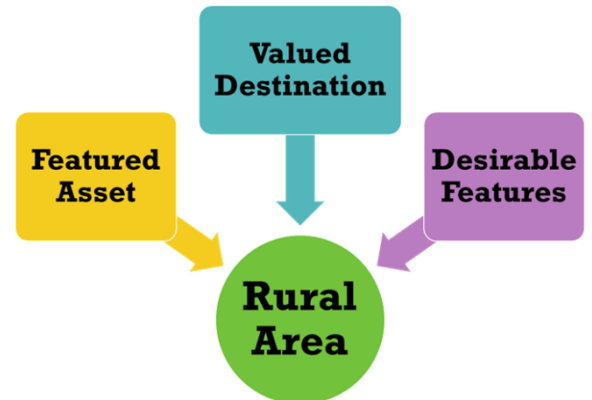 Valued
Destination
Featured
Asset
Desirable
Features
Rural
Area